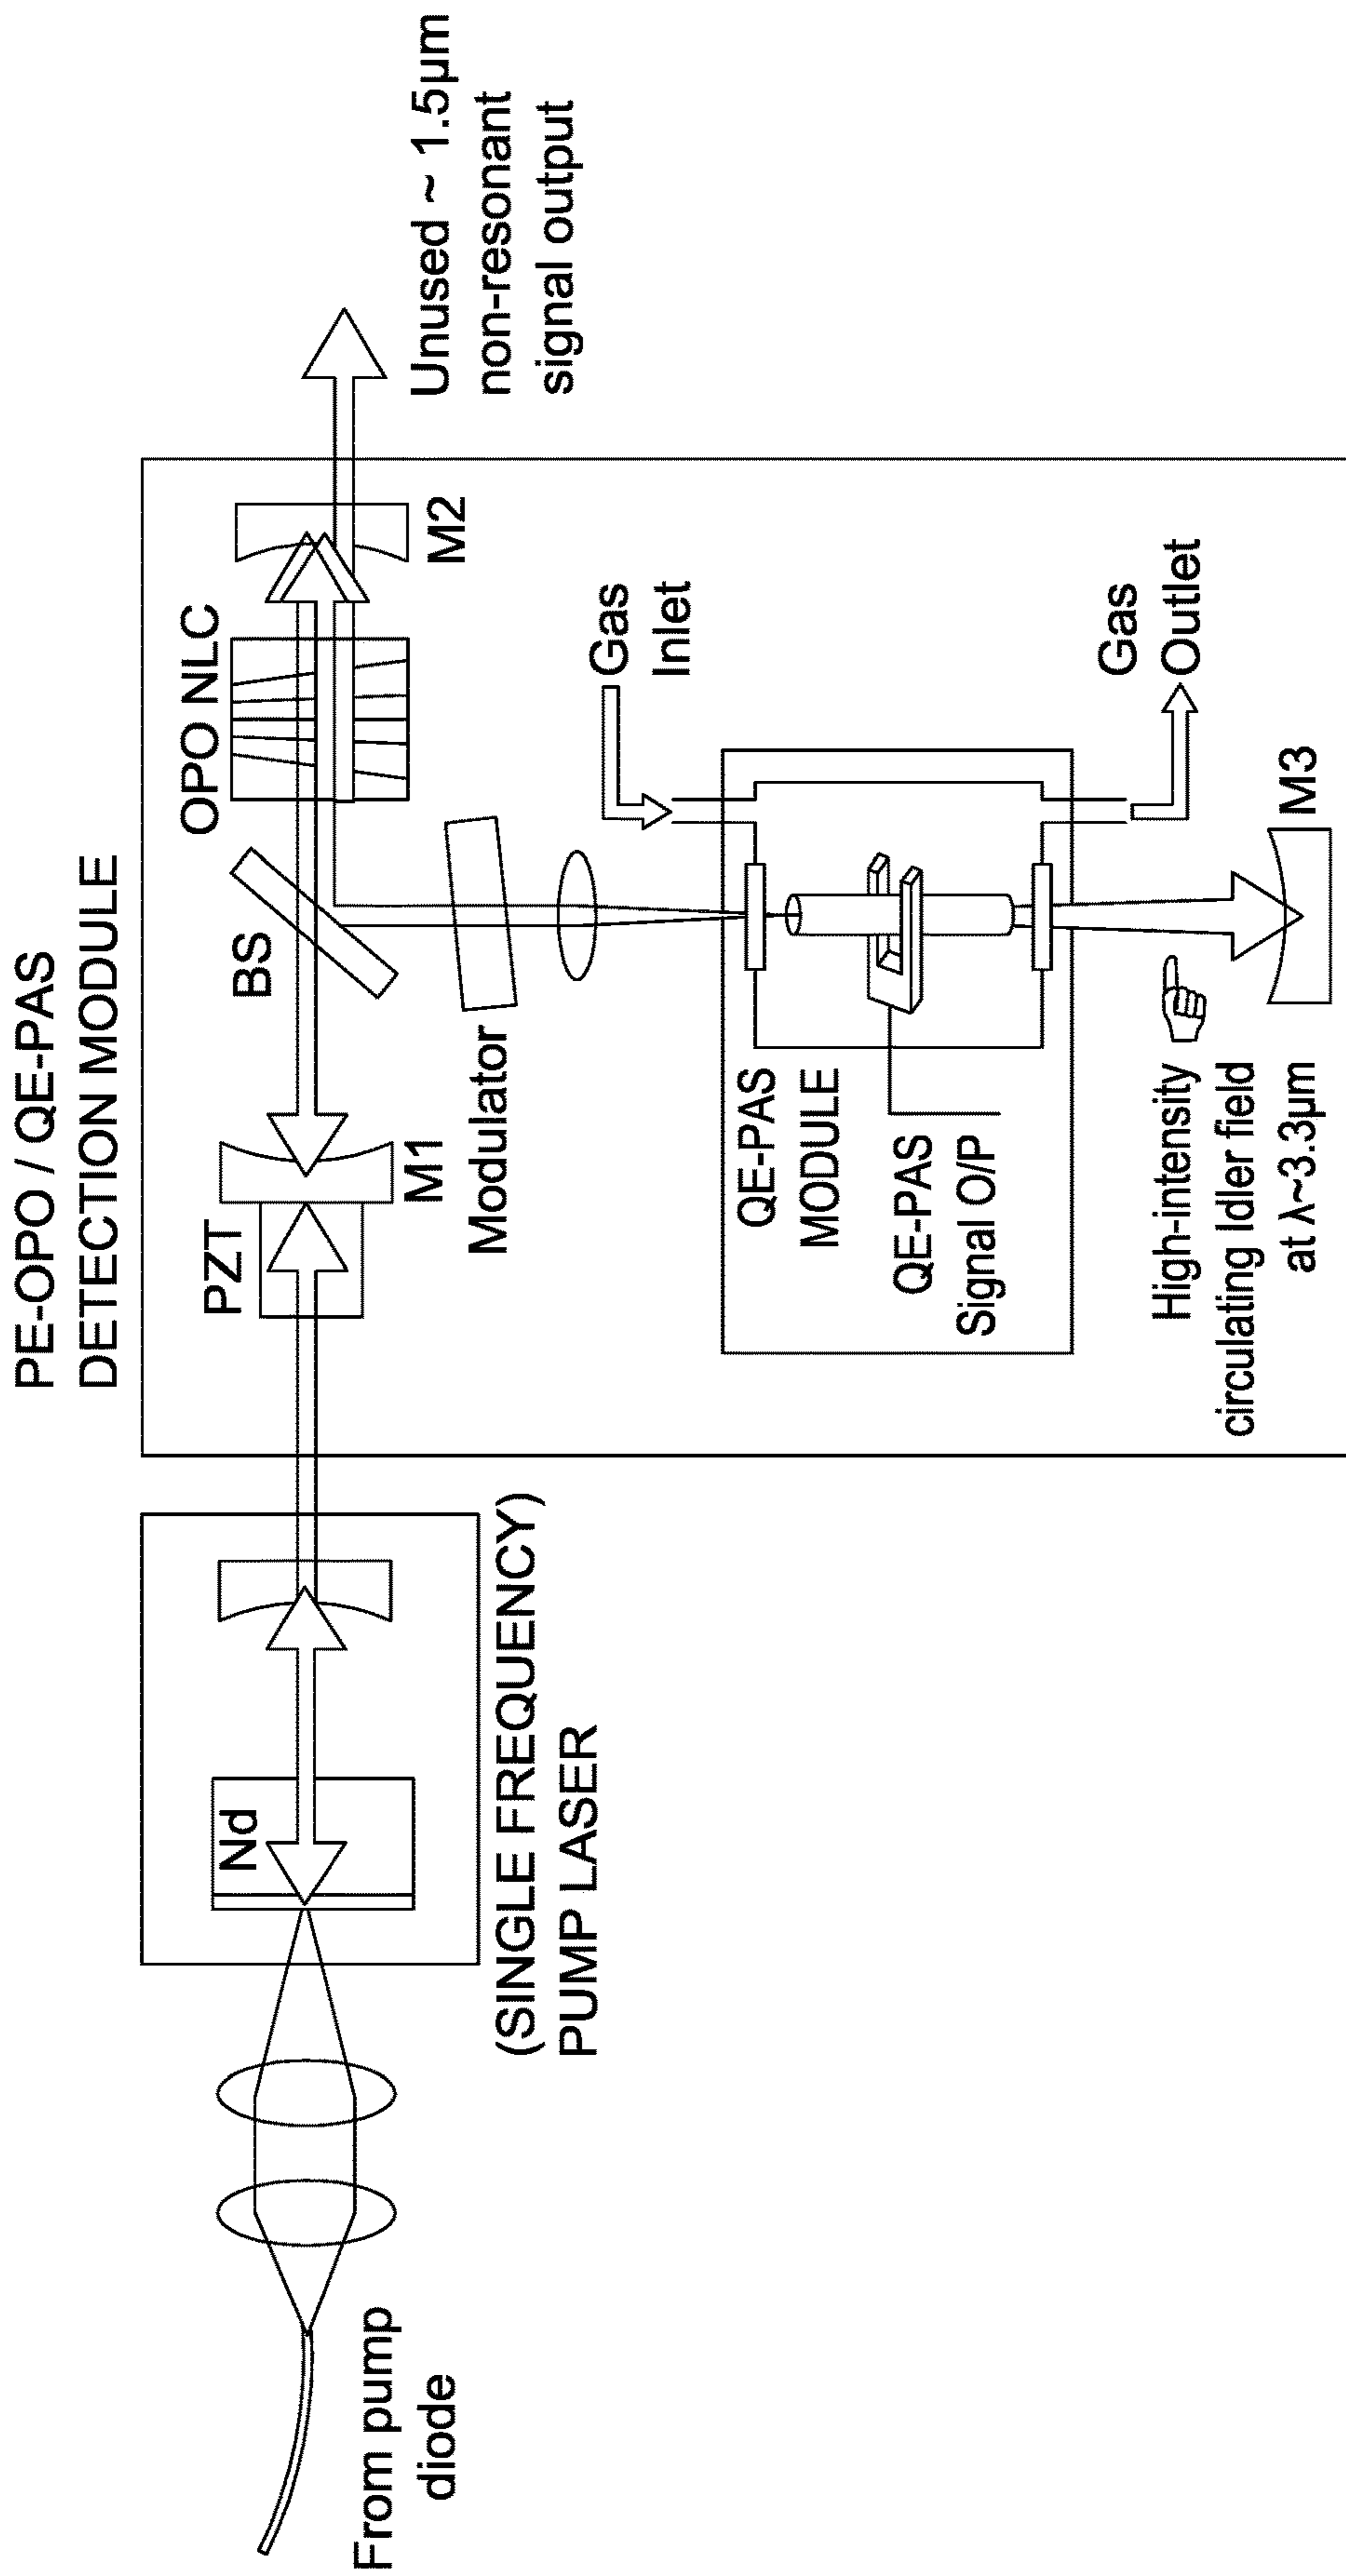 PE-OPO / QE-PAS
DETECTION MODULE
From pump
diode
Nd
(SINGLE FREQUENCY)
PUMP LASER
PZT
M1
BS
OPO NLC
M2
Unused ~ 1.5µm
non-resonant
signal output
Modulator
Gas
Inlet
QE-PAS
MODULE
QE-PAS
Signal O/P
Gas
Outlet
High-intensity
circulating Idler field
at λ~3.3µm
M3